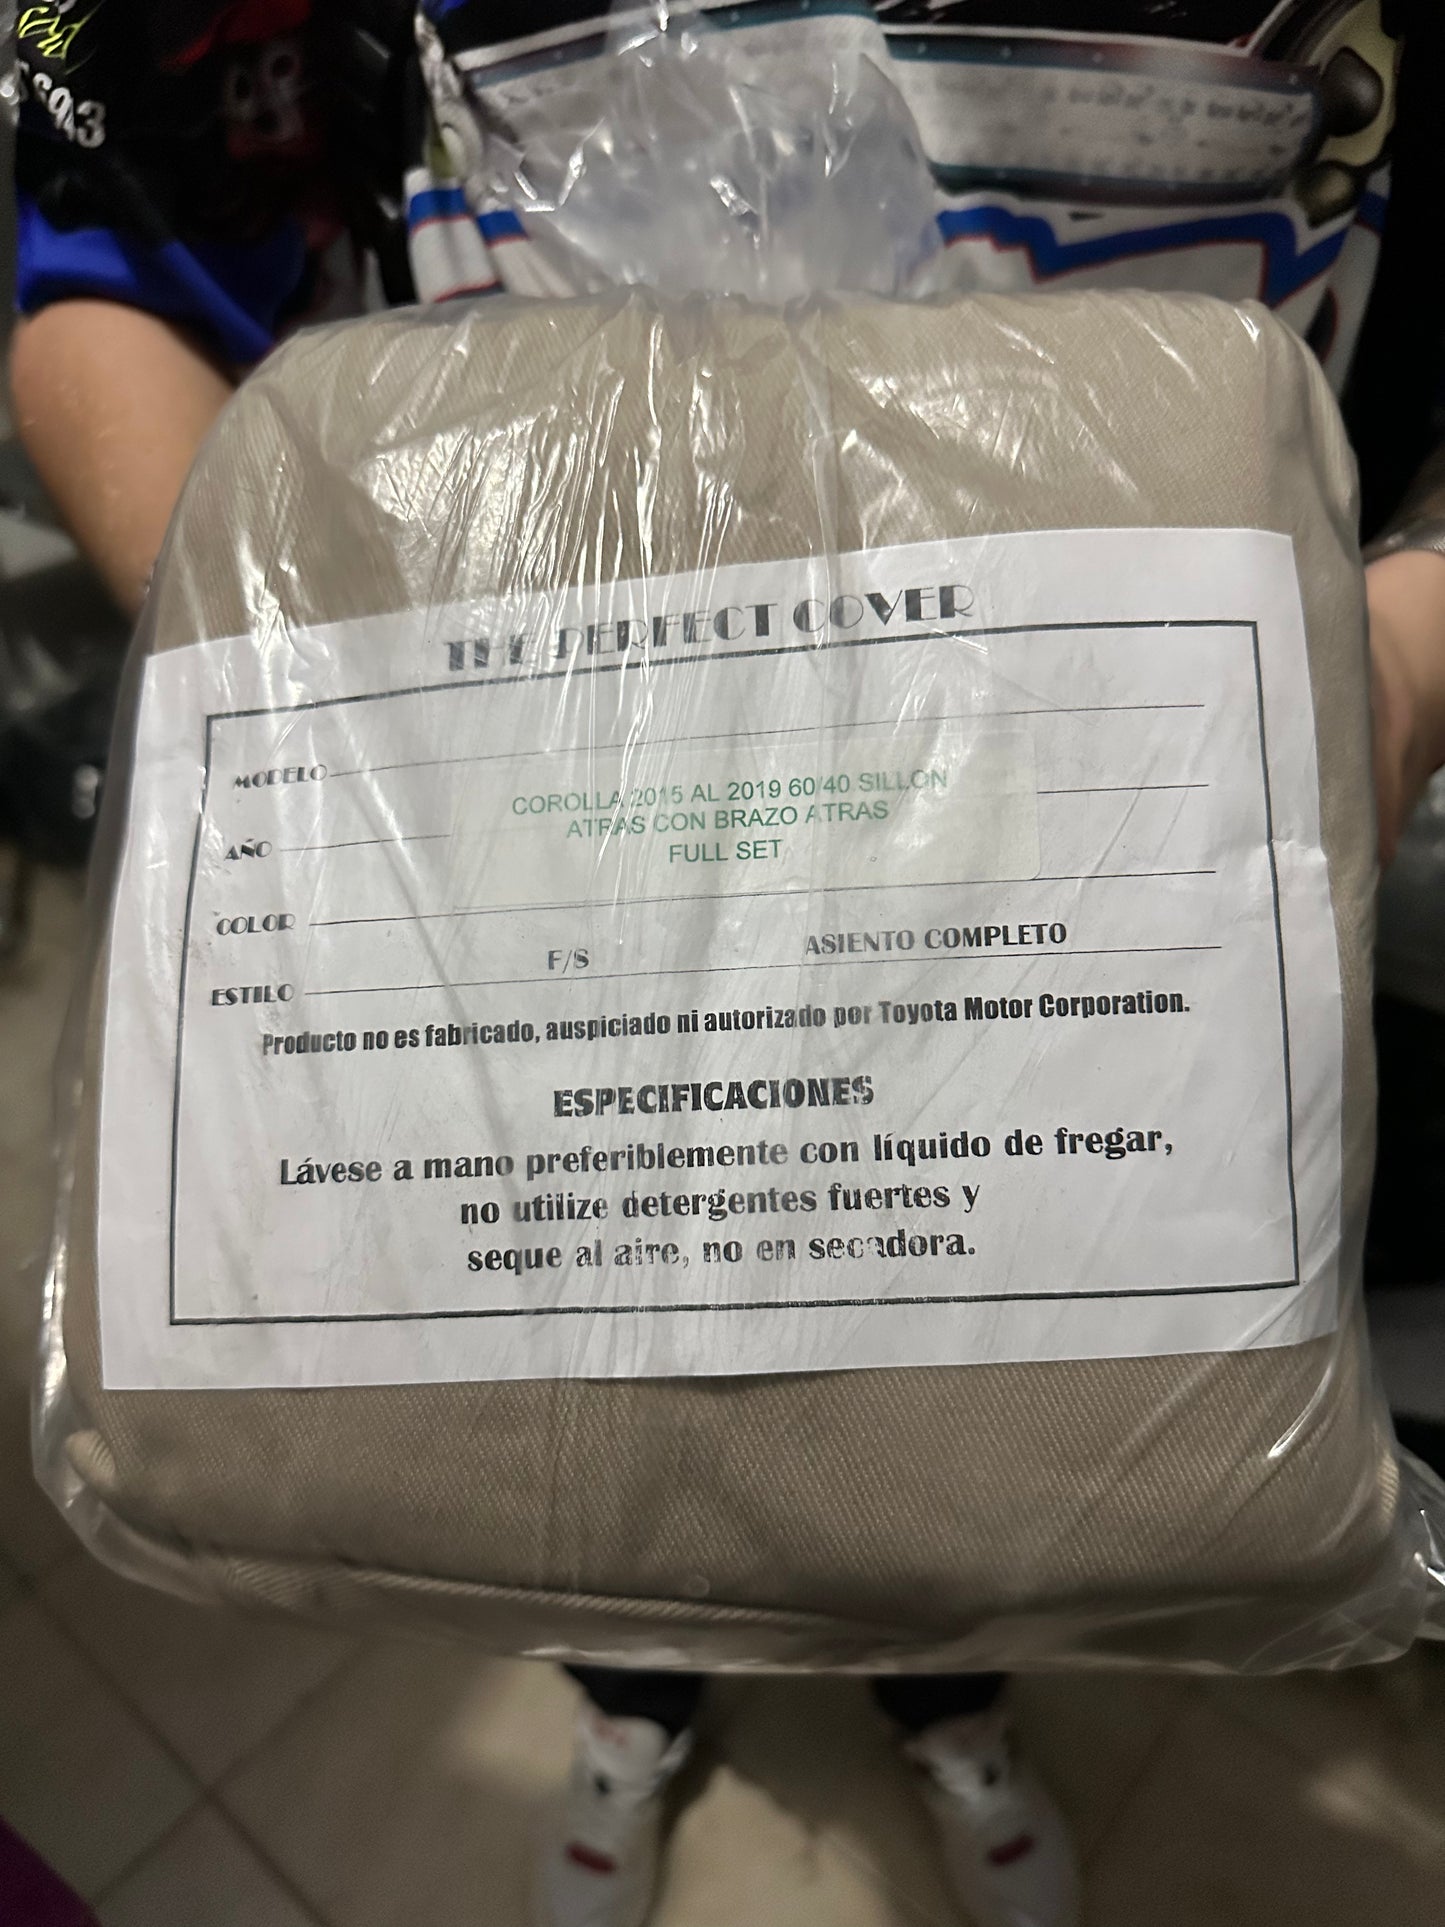 THE PERFECT COVER
MODELO
COROLLA 2015 AL 2019 60/40 SILLON
ATRAS CON BRAZO ATRAS
FULL SET
AÑO
COLOR
ESTILO F/S ASIENTO COMPLETO
Producto no es fabricado, auspiciado ni autorizado por Toyota Motor Corporation.
ESPECIFICACIONES
Lávese a mano preferiblemente con líquido de fregar,
no utilize detergentes fuertes y
seque al aire, no en secadora.